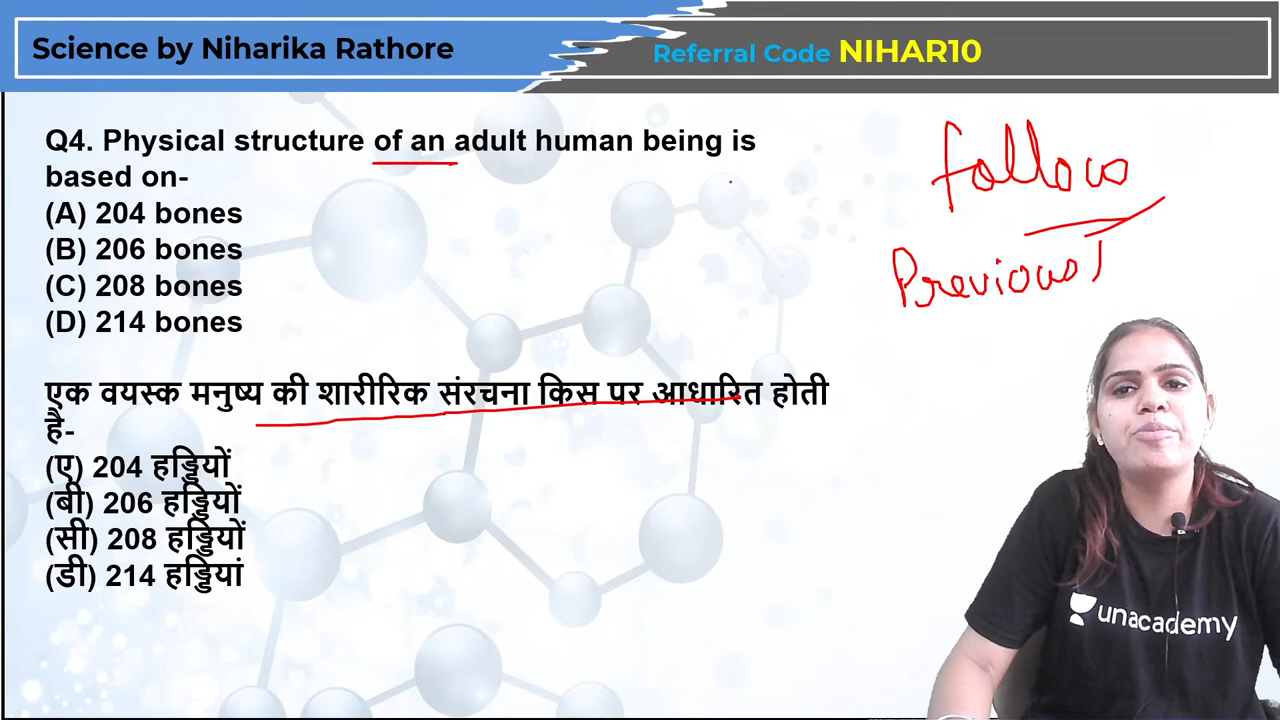 Science by Niharika Rathore
Referral Code NIHAR10
Q4. Physical structure of an adult human being is
based on-
(A) 204 bones
(B) 206 bones
(C) 208 bones
(D) 214 bones
एक वयस्क मनुष्य की शारीरिक संरचना किस पर आधारित होती
है-
(ए) 204 हड्डियों
(बी) 206 हड्डियों
(सी) 208 हड्डियों
(डी) 214 हड्डियां
follow
Previous
unacademy